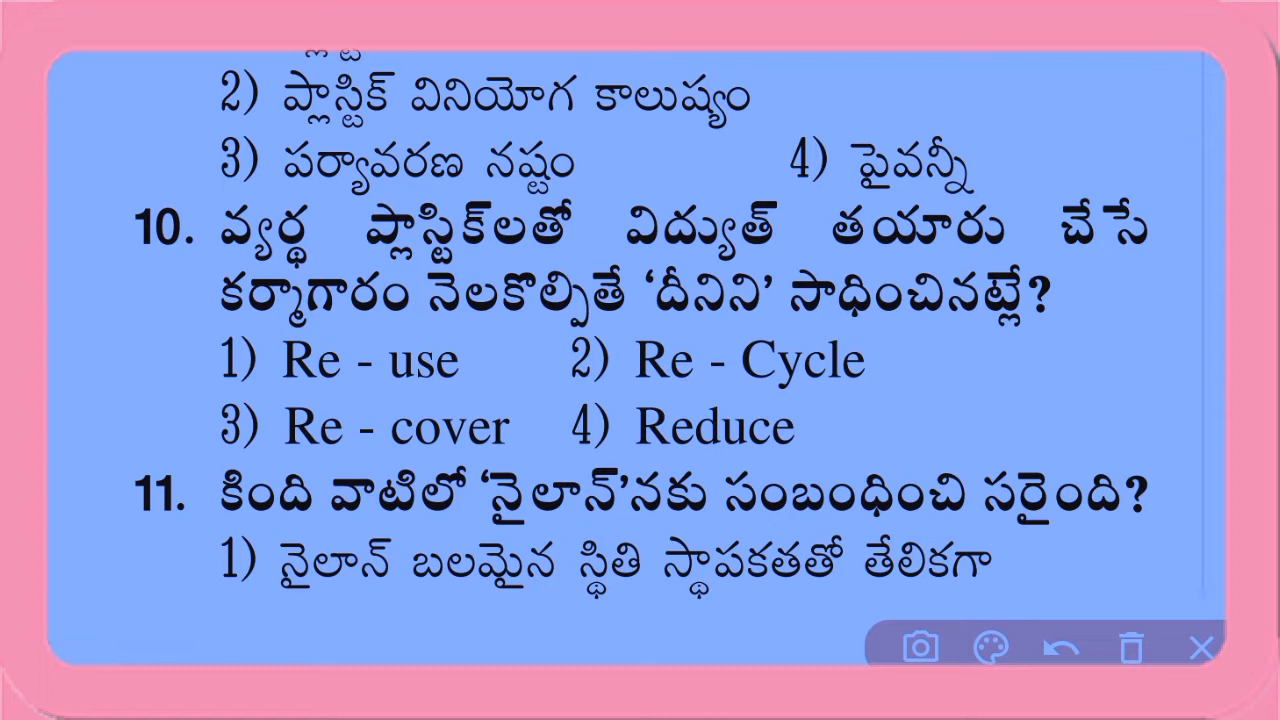 2) ప్లాస్టిక్ వినియోగ కాలుష్యం
3) పర్యావరణ నష్టం 4) పైవన్నీ
10. వ్యర్థ ప్లాస్టిక్‌లతో విద్యుత్ తయారు చేసే
కర్మాగారం నెలకొల్పితే ‘దీనిని’ సాధించినట్లే?
1) Re - use 2) Re - Cycle
3) Re - cover 4) Reduce
11. కింది వాటిలో ‘నైలాన్’నకు సంబంధించి సరైంది?
1) నైలాన్ బలమైన స్థితి స్థాపకతతో తేలికగా